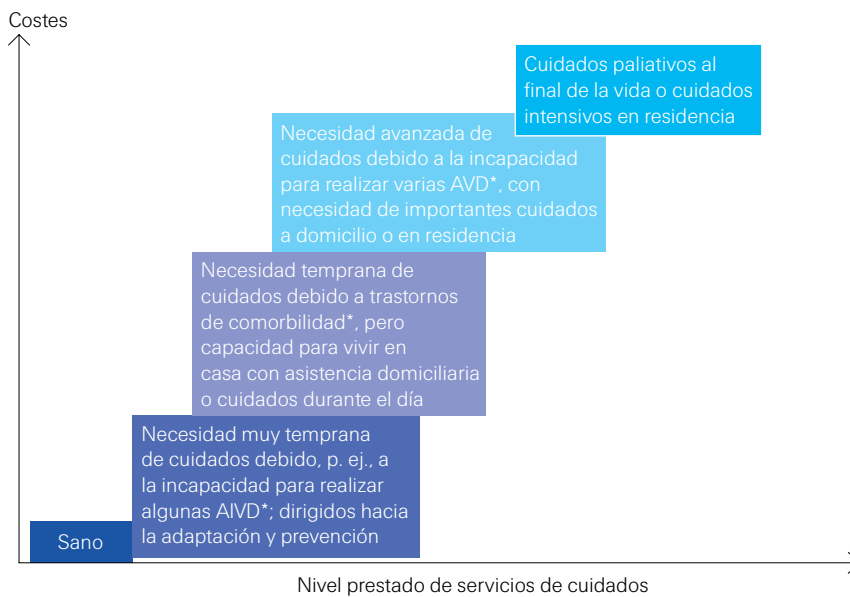 Costes
Cuidados paliativos al
final de la vida o cuidados
intensivos en residencia
Necesidad avanzada de
cuidados debido a la incapacidad
para realizar varias AVD*, con
necesidad de importantes cuidados
a domicilio o en residencia
Necesidad temprana de
cuidados debido a trastornos
de comorbilidad*, pero
capacidad para vivir en
casa con asistencia domiciliaria
o cuidados durante el día
Necesidad muy temprana
de cuidados debido, p. ej., a
la incapacidad para realizar
algunas AIVD*; dirigidos hacia
la adaptación y prevención
Sano
Nivel prestado de servicios de cuidados